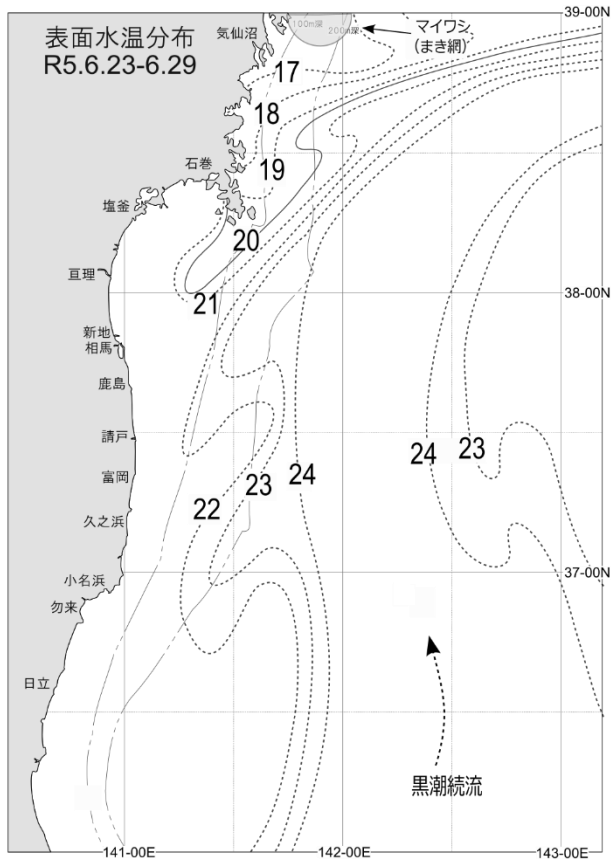 表面水温分布
R5.6.23-6.29
気仙沼
100m深
200m深
マイワシ
(まき網)
39-00N
17
18
19
石巻
塩釜
20
亘理
21
38-00N
新地
相馬
鹿島
請戸
富岡
24
23
24
23
22
久之浜
小名浜
37-00N
勿来
日立
黒潮続流
141-00E
142-00E
143-00E